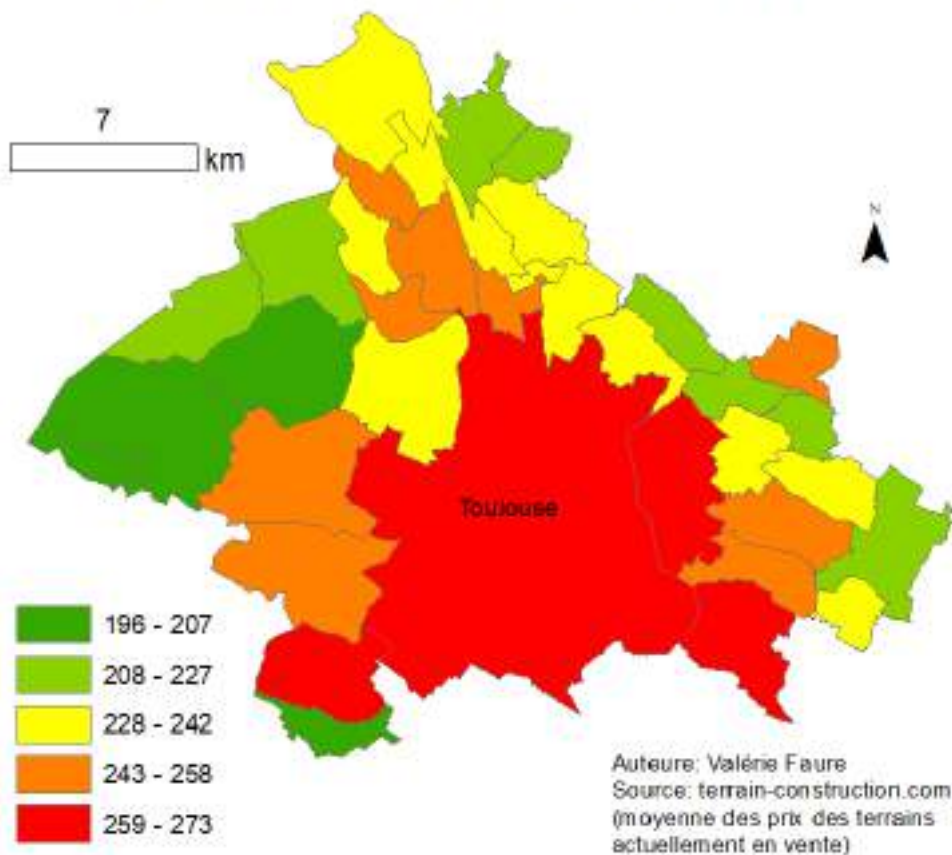 7
km
N
Toulouse
196 - 207
208 - 227
228 - 242
243 - 258
259 - 273
Auteure: Valérie Faure
Source: terrain-construction.com
(moyenne des prix des terrains
actuellement en vente)